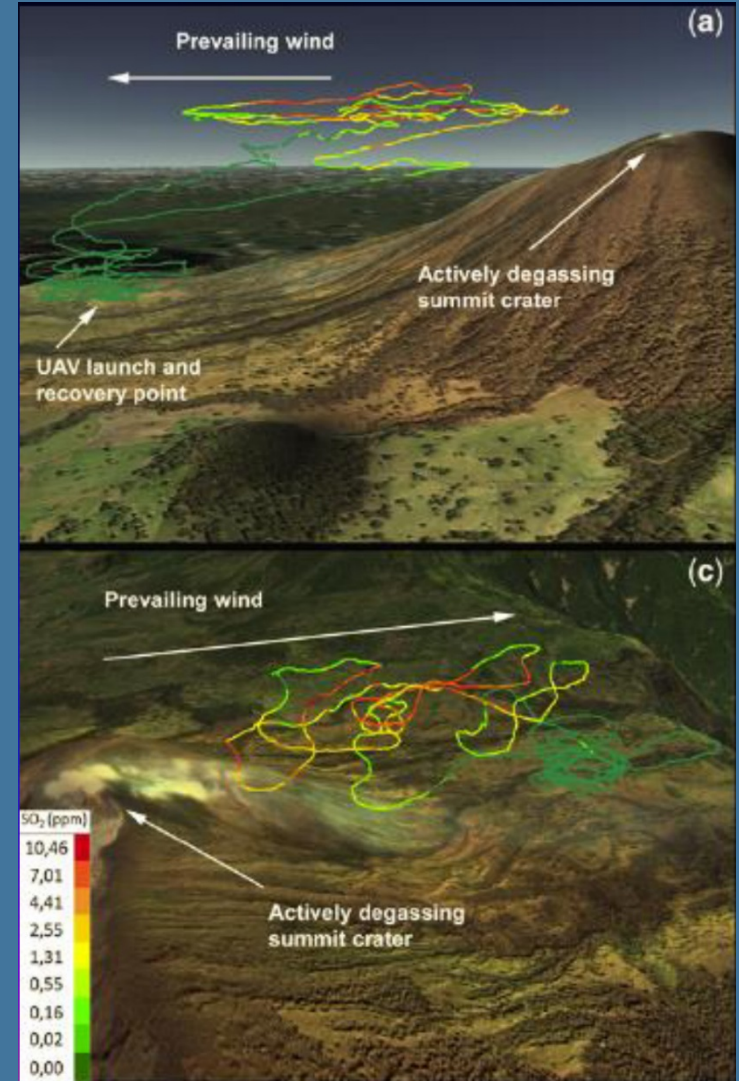 (a)
Prevailing wind
Actively degassing
summit crater
UAV launch and
recovery point
(c)
Prevailing wind
SO₂ (ppm)
10,46
7,01
4,41
2,55
1,31
0,55
0,16
0,02
0,00
Actively degassing
summit crater